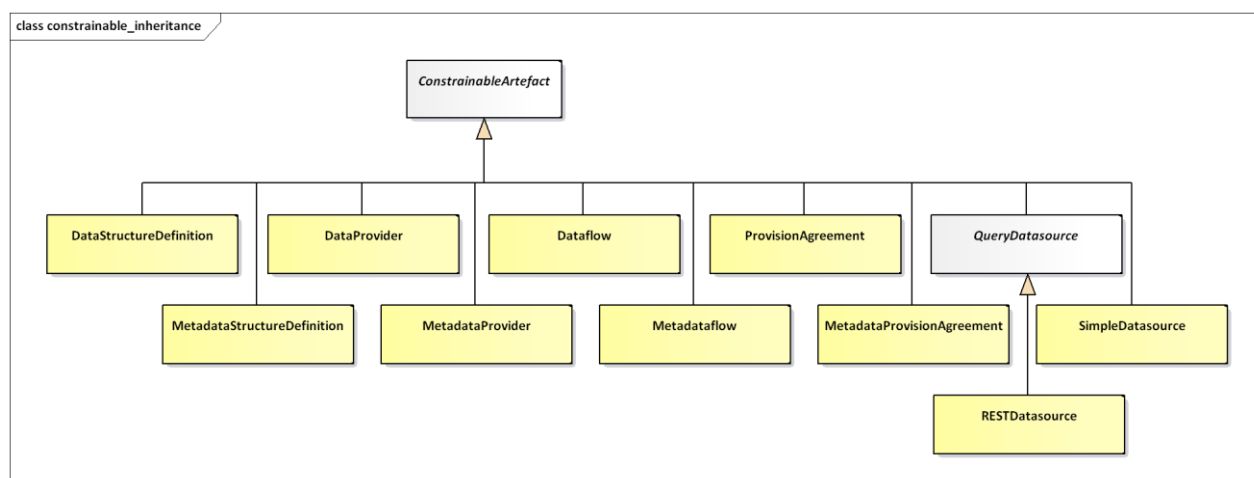 class constrainable_inheritance
ConstrainableArtefact
DataStructureDefinition
DataProvider
Dataflow
ProvisionAgreement
QueryDatasource
MetadataStructureDefinition
MetadataProvider
Metadataflow
MetadataProvisionAgreement
SimpleDatasource
RESTDatasource